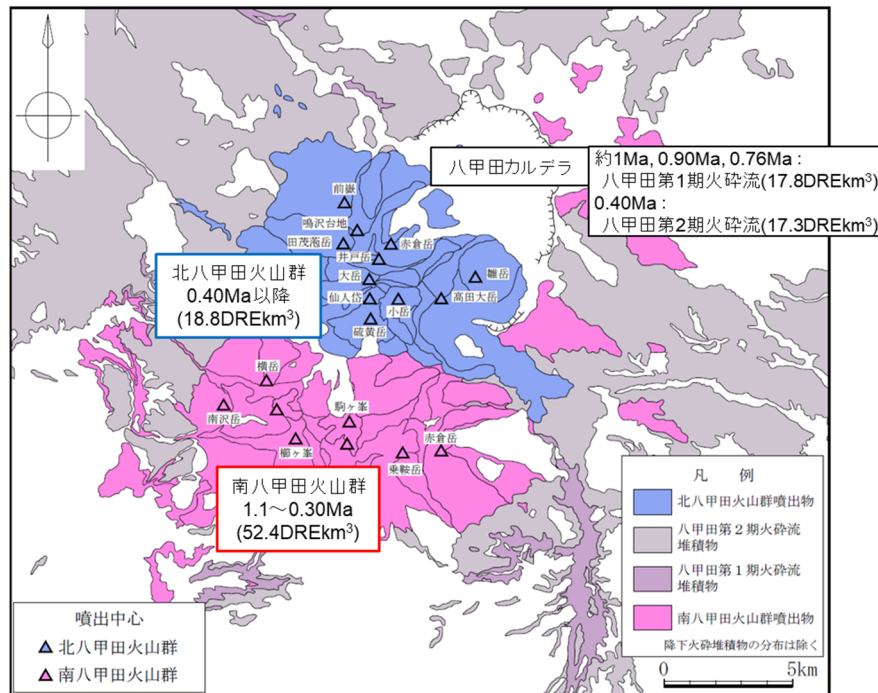 八甲田カルデラ
約1Ma, 0.90Ma, 0.76Ma :
八甲田第1期火砕流(17.8DREkm³)
0.40Ma :
八甲田第2期火砕流(17.3DREkm³)
前嶽
鳴沢台地
田茂萢岳
赤倉岳
井戸岳
大岳
雛岳
仙人岱
小岳
高田大岳
硫黄岳
北八甲田火山群
0.40Ma以降
(18.8DREkm³)
横岳
南沢岳
駒ヶ峯
櫛ヶ峯
赤倉岳
乗鞍岳
南八甲田火山群
1.1～0.30Ma
(52.4DREkm³)
凡 例
北八甲田火山群噴出物
八甲田第2期火砕流
堆積物
八甲田第1期火砕流
堆積物
南八甲田火山群噴出物
降下火砕堆積物の分布は除く
0 5km
噴出中心
北八甲田火山群
南八甲田火山群